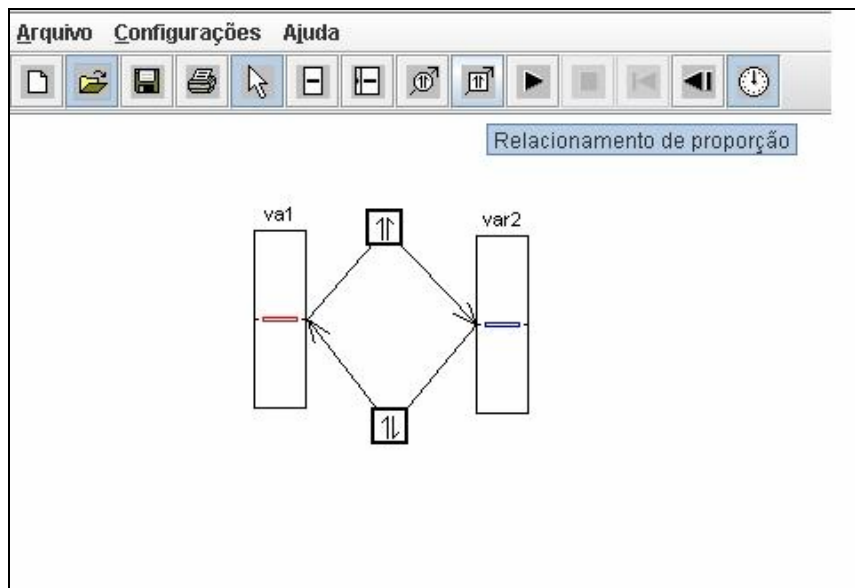 Arquivo Configurações Ajuda
Relacionamento de proporção
va1
var2